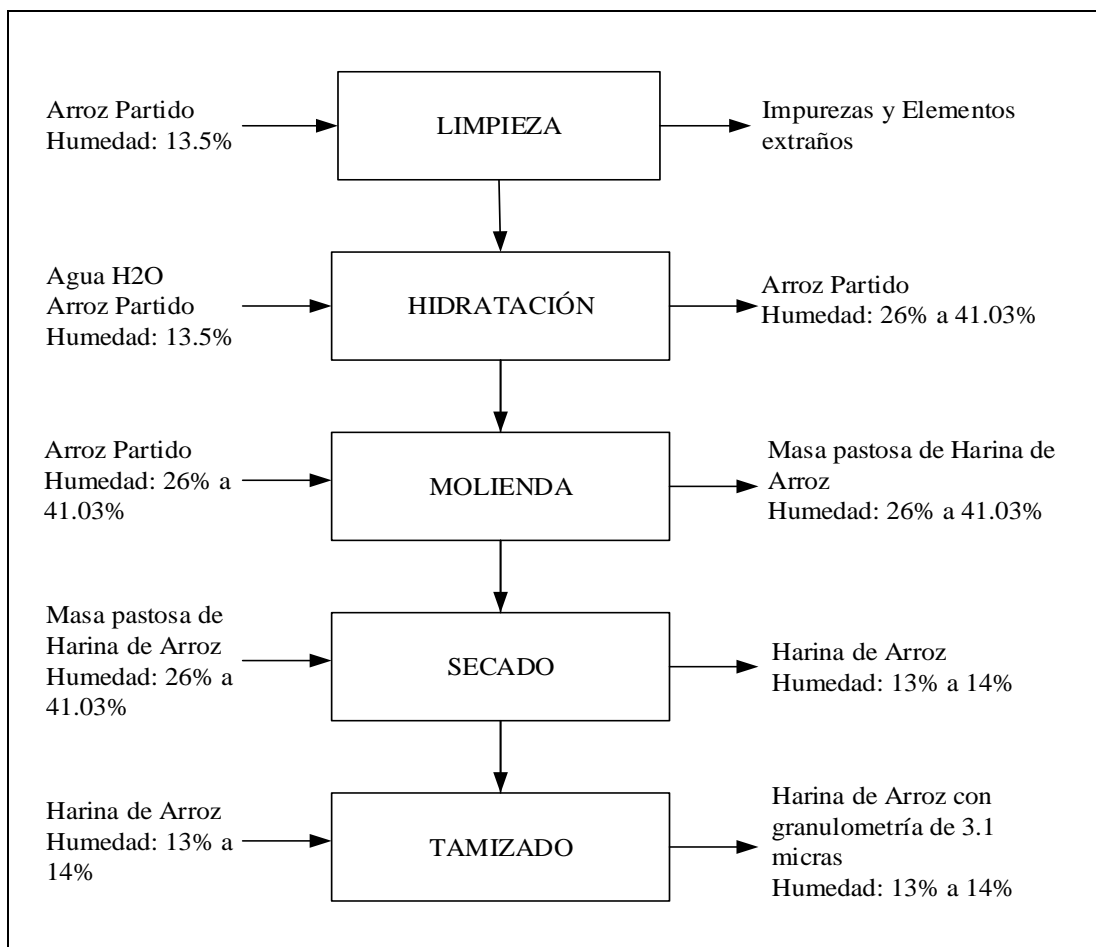 Arroz Partido
Humedad: 13.5%
LIMPIEZA
Impurezas y Elementos
extraños
Agua H2O
Arroz Partido
Humedad: 13.5%
HIDRATACIÓN
Arroz Partido
Humedad: 26% a 41.03%
Arroz Partido
Humedad: 26% a
41.03%
MOLIENDA
Masa pastosa de Harina de
Arroz
Humedad: 26% a 41.03%
Masa pastosa de
Harina de Arroz
Humedad: 26% a
41.03%
SECADO
Harina de Arroz
Humedad: 13% a 14%
Harina de Arroz
Humedad: 13% a
14%
TAMIZADO
Harina de Arroz con
granulometría de 3.1
micras
Humedad: 13% a 14%